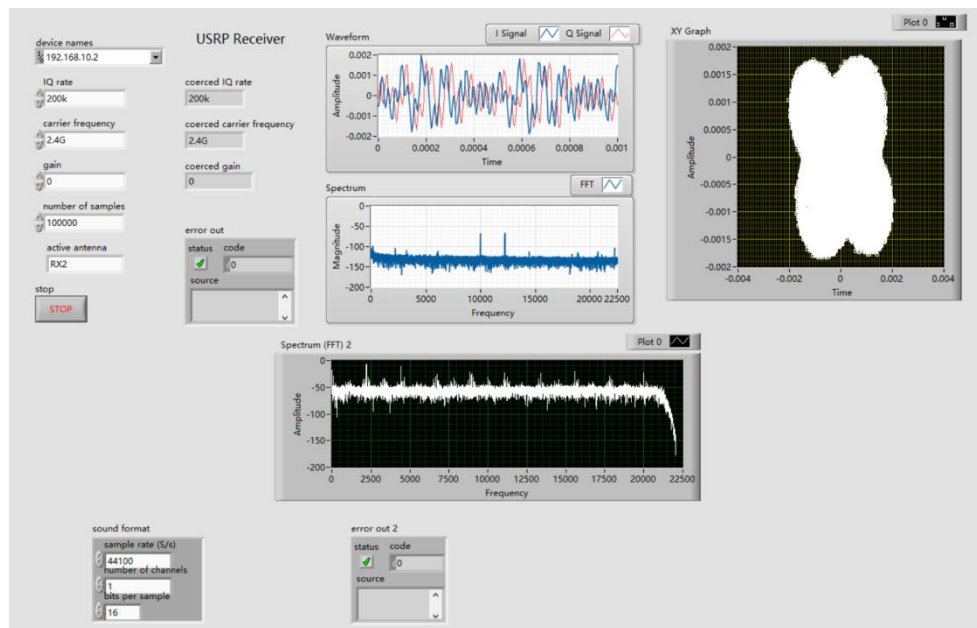 USRP Receiver
device names
192.168.10.2
IQ rate
200k
coerced IQ rate
200k
carrier frequency
2.4G
coerced carrier frequency
2.4G
gain
0
coerced gain
0
number of samples
100000
active antenna
RX2
stop
STOP
error out
status code
0
source
Waveform
I Signal Q Signal
Amplitude
0.002
0.001
0
-0.001
-0.002
0 0.0002 0.0004 0.0006 0.0008 0.001
Time
Spectrum
FFT
Magnitude
0
-50
-100
-150
-200
0 5000 10000 15000 20000 22500
Frequency
XY Graph
Plot 0
Amplitude
0.002
0.0015
0.001
0.0005
0
-0.0005
-0.001
-0.0015
-0.002
-0.004 -0.002 0 0.002 0.004
Time
Spectrum (FFT) 2
Plot 0
Amplitude
0
-50
-100
-150
-200
0 2500 5000 7500 10000 12500 15000 17500 20000 22500
Frequency
sound format
sample rate (S/s)
44100
number of channels
1
bits per sample
16
error out 2
status code
0
source